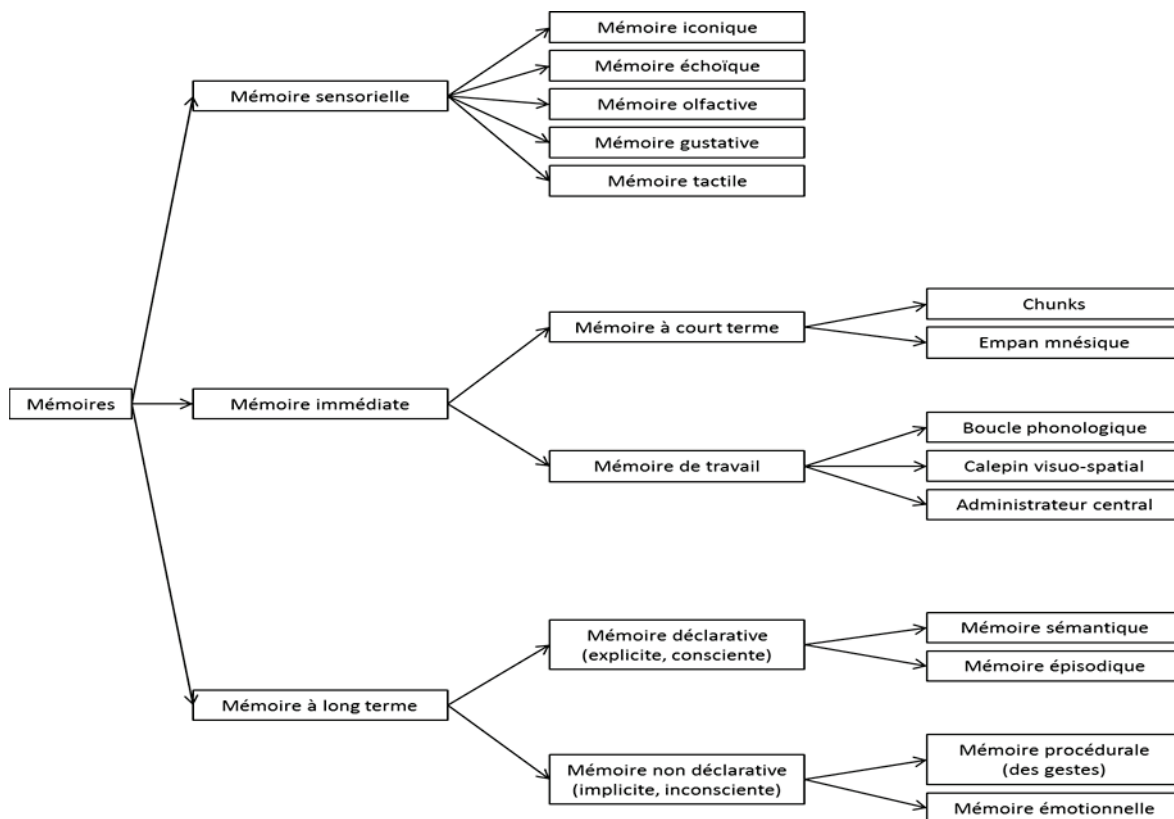 Mémoire iconique
Mémoire échoïque
Mémoire sensorielle
Mémoire olfactive
Mémoire gustative
Mémoire tactile
Chunks
Mémoire à court terme
Empan mnésique
Mémoires
Mémoire immédiate
Boucle phonologique
Mémoire de travail
Calepin visuo-spatial
Administrateur central
Mémoire déclarative
(explicite, consciente)
Mémoire sémantique
Mémoire épisodique
Mémoire à long terme
Mémoire non déclarative
(implicite, inconsciente)
Mémoire procédurale
(des gestes)
Mémoire émotionnelle